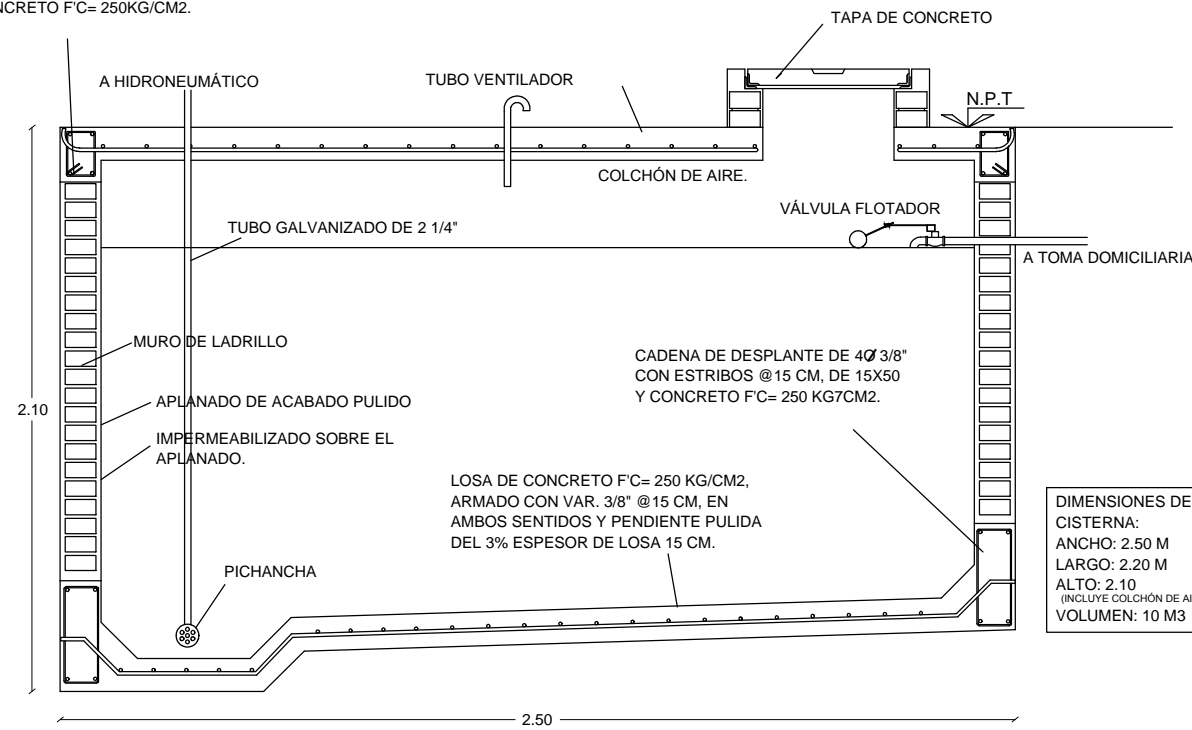 F'C= 250KG/CM2.
TAPA DE CONCRETO
A HIDRONEUMÁTICO
TUBO VENTILADOR
N.P.T
COLCHÓN DE AIRE.
VÁLVULA FLOTADOR
TUBO GALVANIZADO DE 2 1/4"
A TOMA DOMICILIARIA
MURO DE LADRILLO
CADENA DE DESPLANTE DE 4Ø 3/8"
CON ESTRIBOS @15 CM, DE 15X50
Y CONCRETO F'C= 250 KG7CM2.
2.10
APLANADO DE ACABADO PULIDO
IMPERMEABILIZADO SOBRE EL
APLANADO.
LOSA DE CONCRETO F'C= 250 KG/CM2,
ARMADO CON VAR. 3/8" @15 CM, EN
AMBOS SENTIDOS Y PENDIENTE PULIDA
DEL 3% ESPESOR DE LOSA 15 CM.
DIMENSIONES DE
CISTERNA:
ANCHO: 2.50 M
LARGO: 2.20 M
ALTO: 2.10
(INCLUYE COLCHÓN DE
VOLUMEN: 10 M3
PICHANCHA
2.50